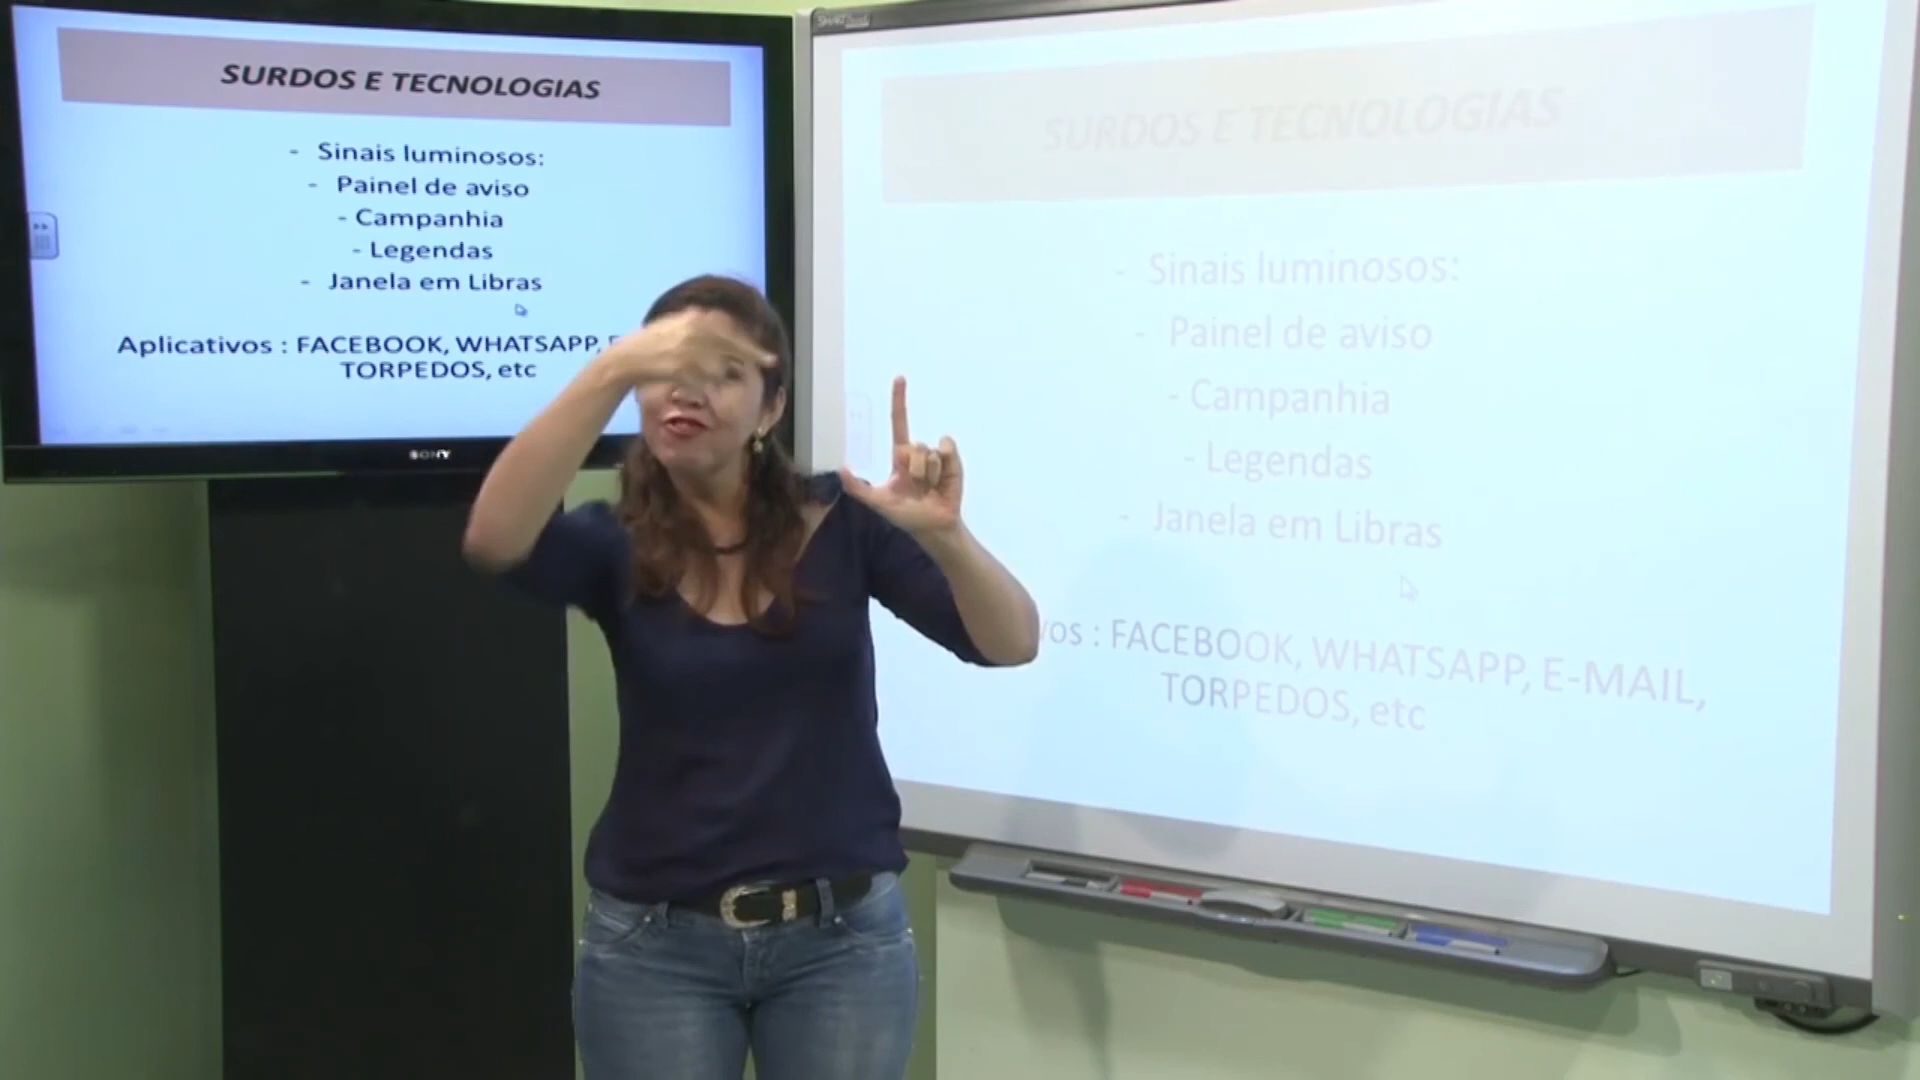 SURDOS E TECNOLOGIAS
- Sinais luminosos:
- Painel de aviso
- Campanhia
- Legendas
- Janela em Libras
Aplicativos : FACEBOOK, WHATSAPP,
TORPEDOS, etc
SONY
SURDOS E TECNOLOGIAS
- Sinais luminosos:
- Painel de aviso
- Campanhia
- Legendas
- Janela em Libras
vos : FACEBOOK, WHATSAPP, E-MAIL,
TORPEDOS, etc